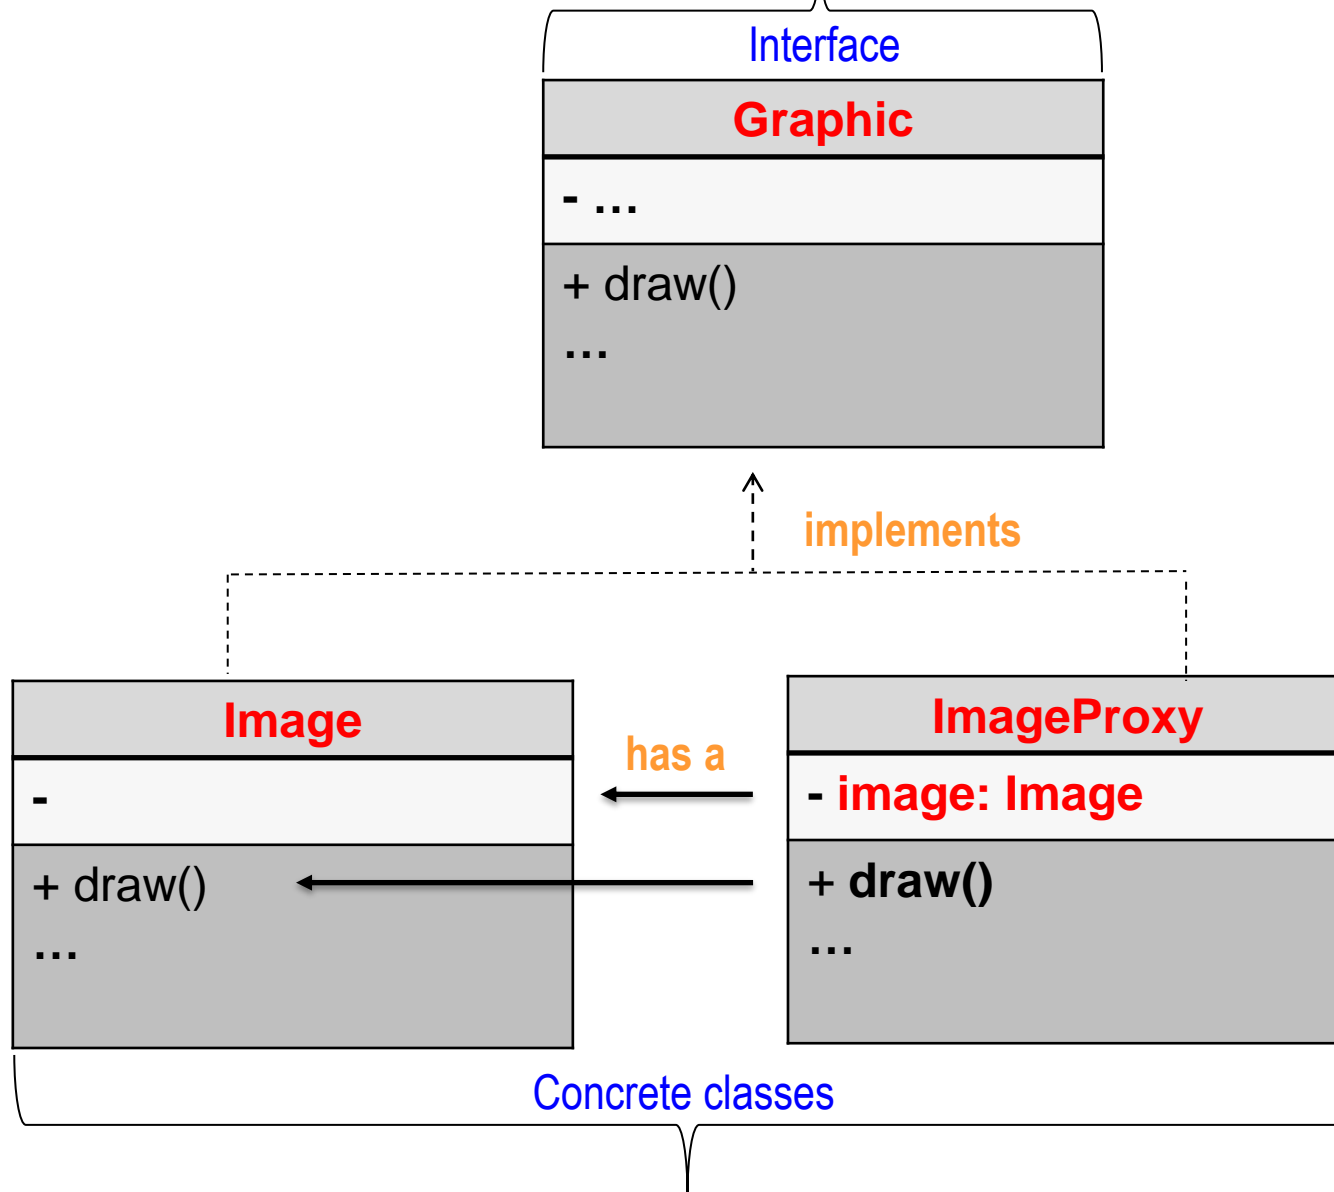 Interface
Graphic
- …
+ draw()
…
implements
Image
-
+ draw()
…
has a
ImageProxy
- image: Image
+ draw()
…
Concrete classes